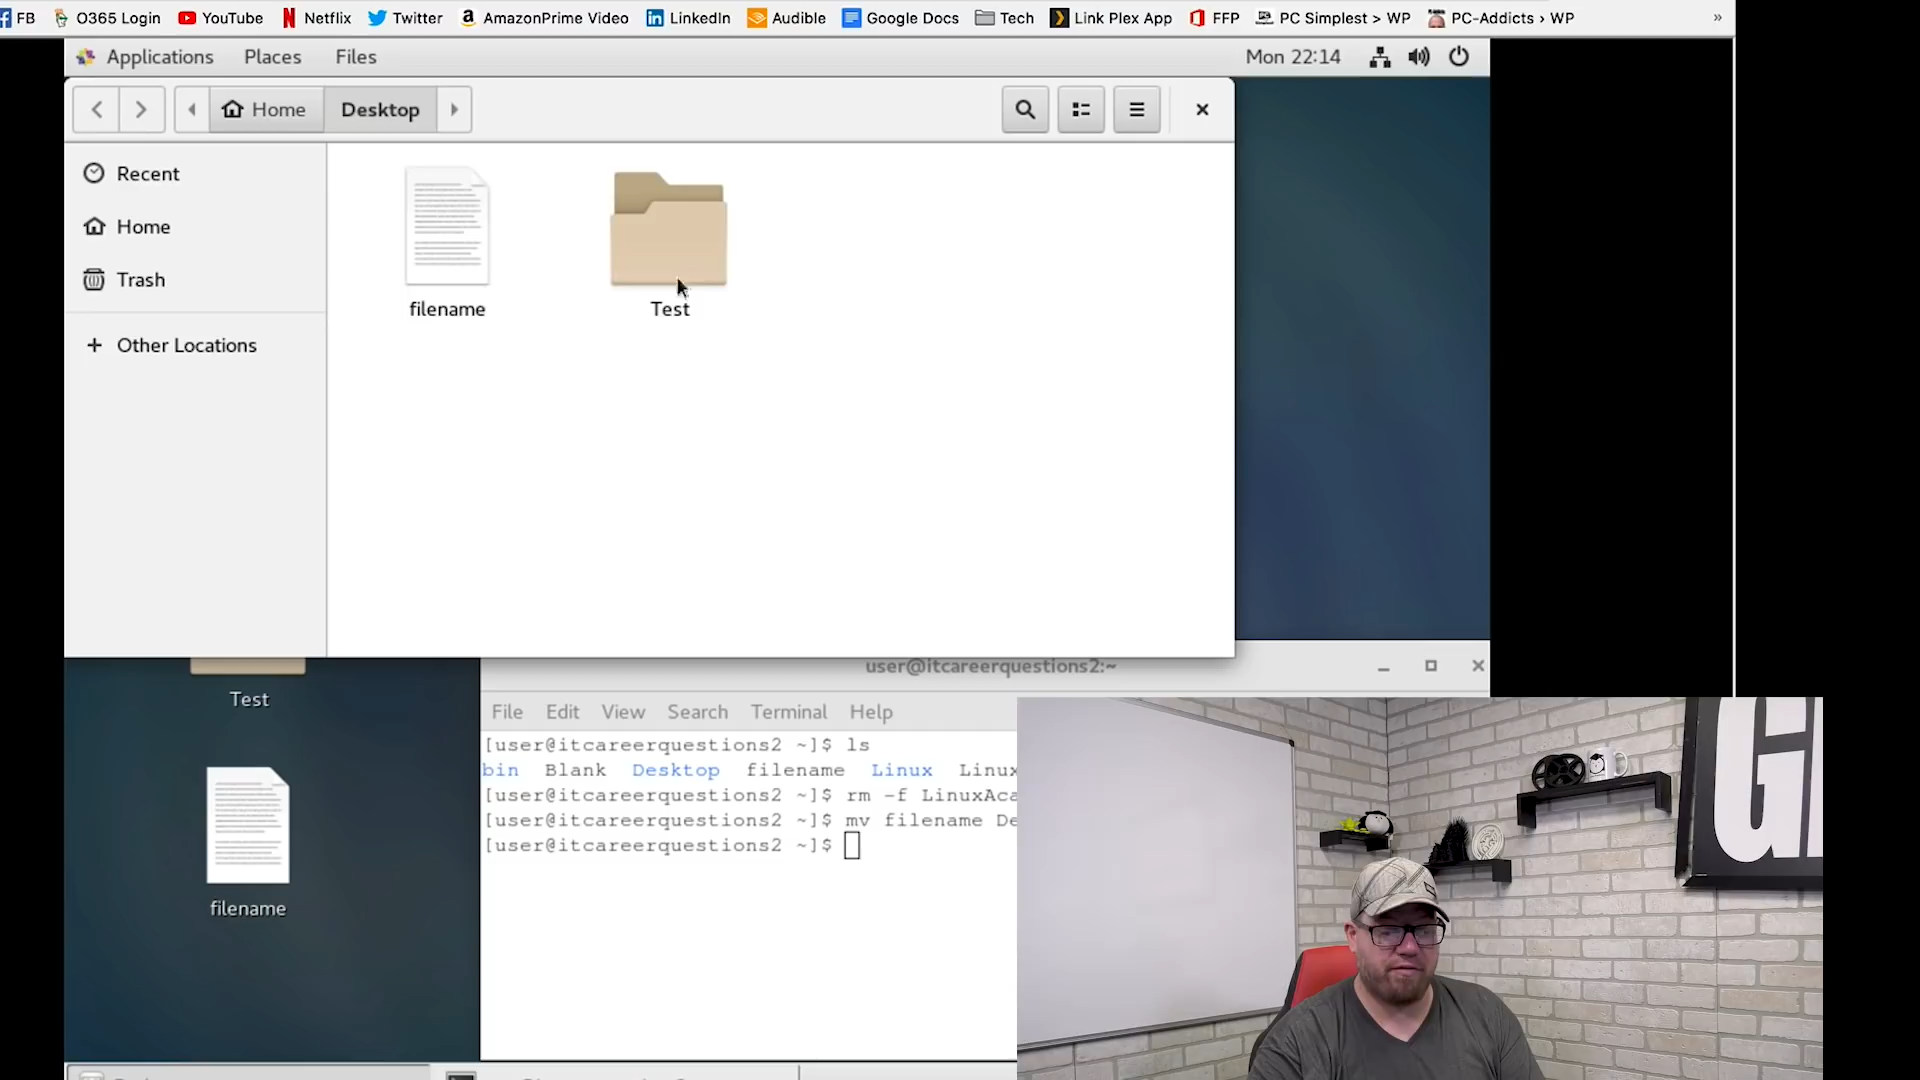 FB O365 Login YouTube Netflix Twitter AmazonPrime Video LinkedIn Audible Google Docs Tech Link Plex App FFP PC Simplest > WP PC-Addicts › WP »
Applications Places Files Mon 22:14
Home Desktop
Recent
Home
Trash
+ Other Locations
filename
Test
Test
filename
user@itcareerquestions2:~
File Edit View Search Terminal Help
[user@itcareerquestions2 ~]$ ls
bin Blank Desktop filename Linux Linux
[user@itcareerquestions2 ~]$ rm -f LinuxAca
[user@itcareerquestions2 ~]$ mv filename De
[user@itcareerquestions2 ~]$